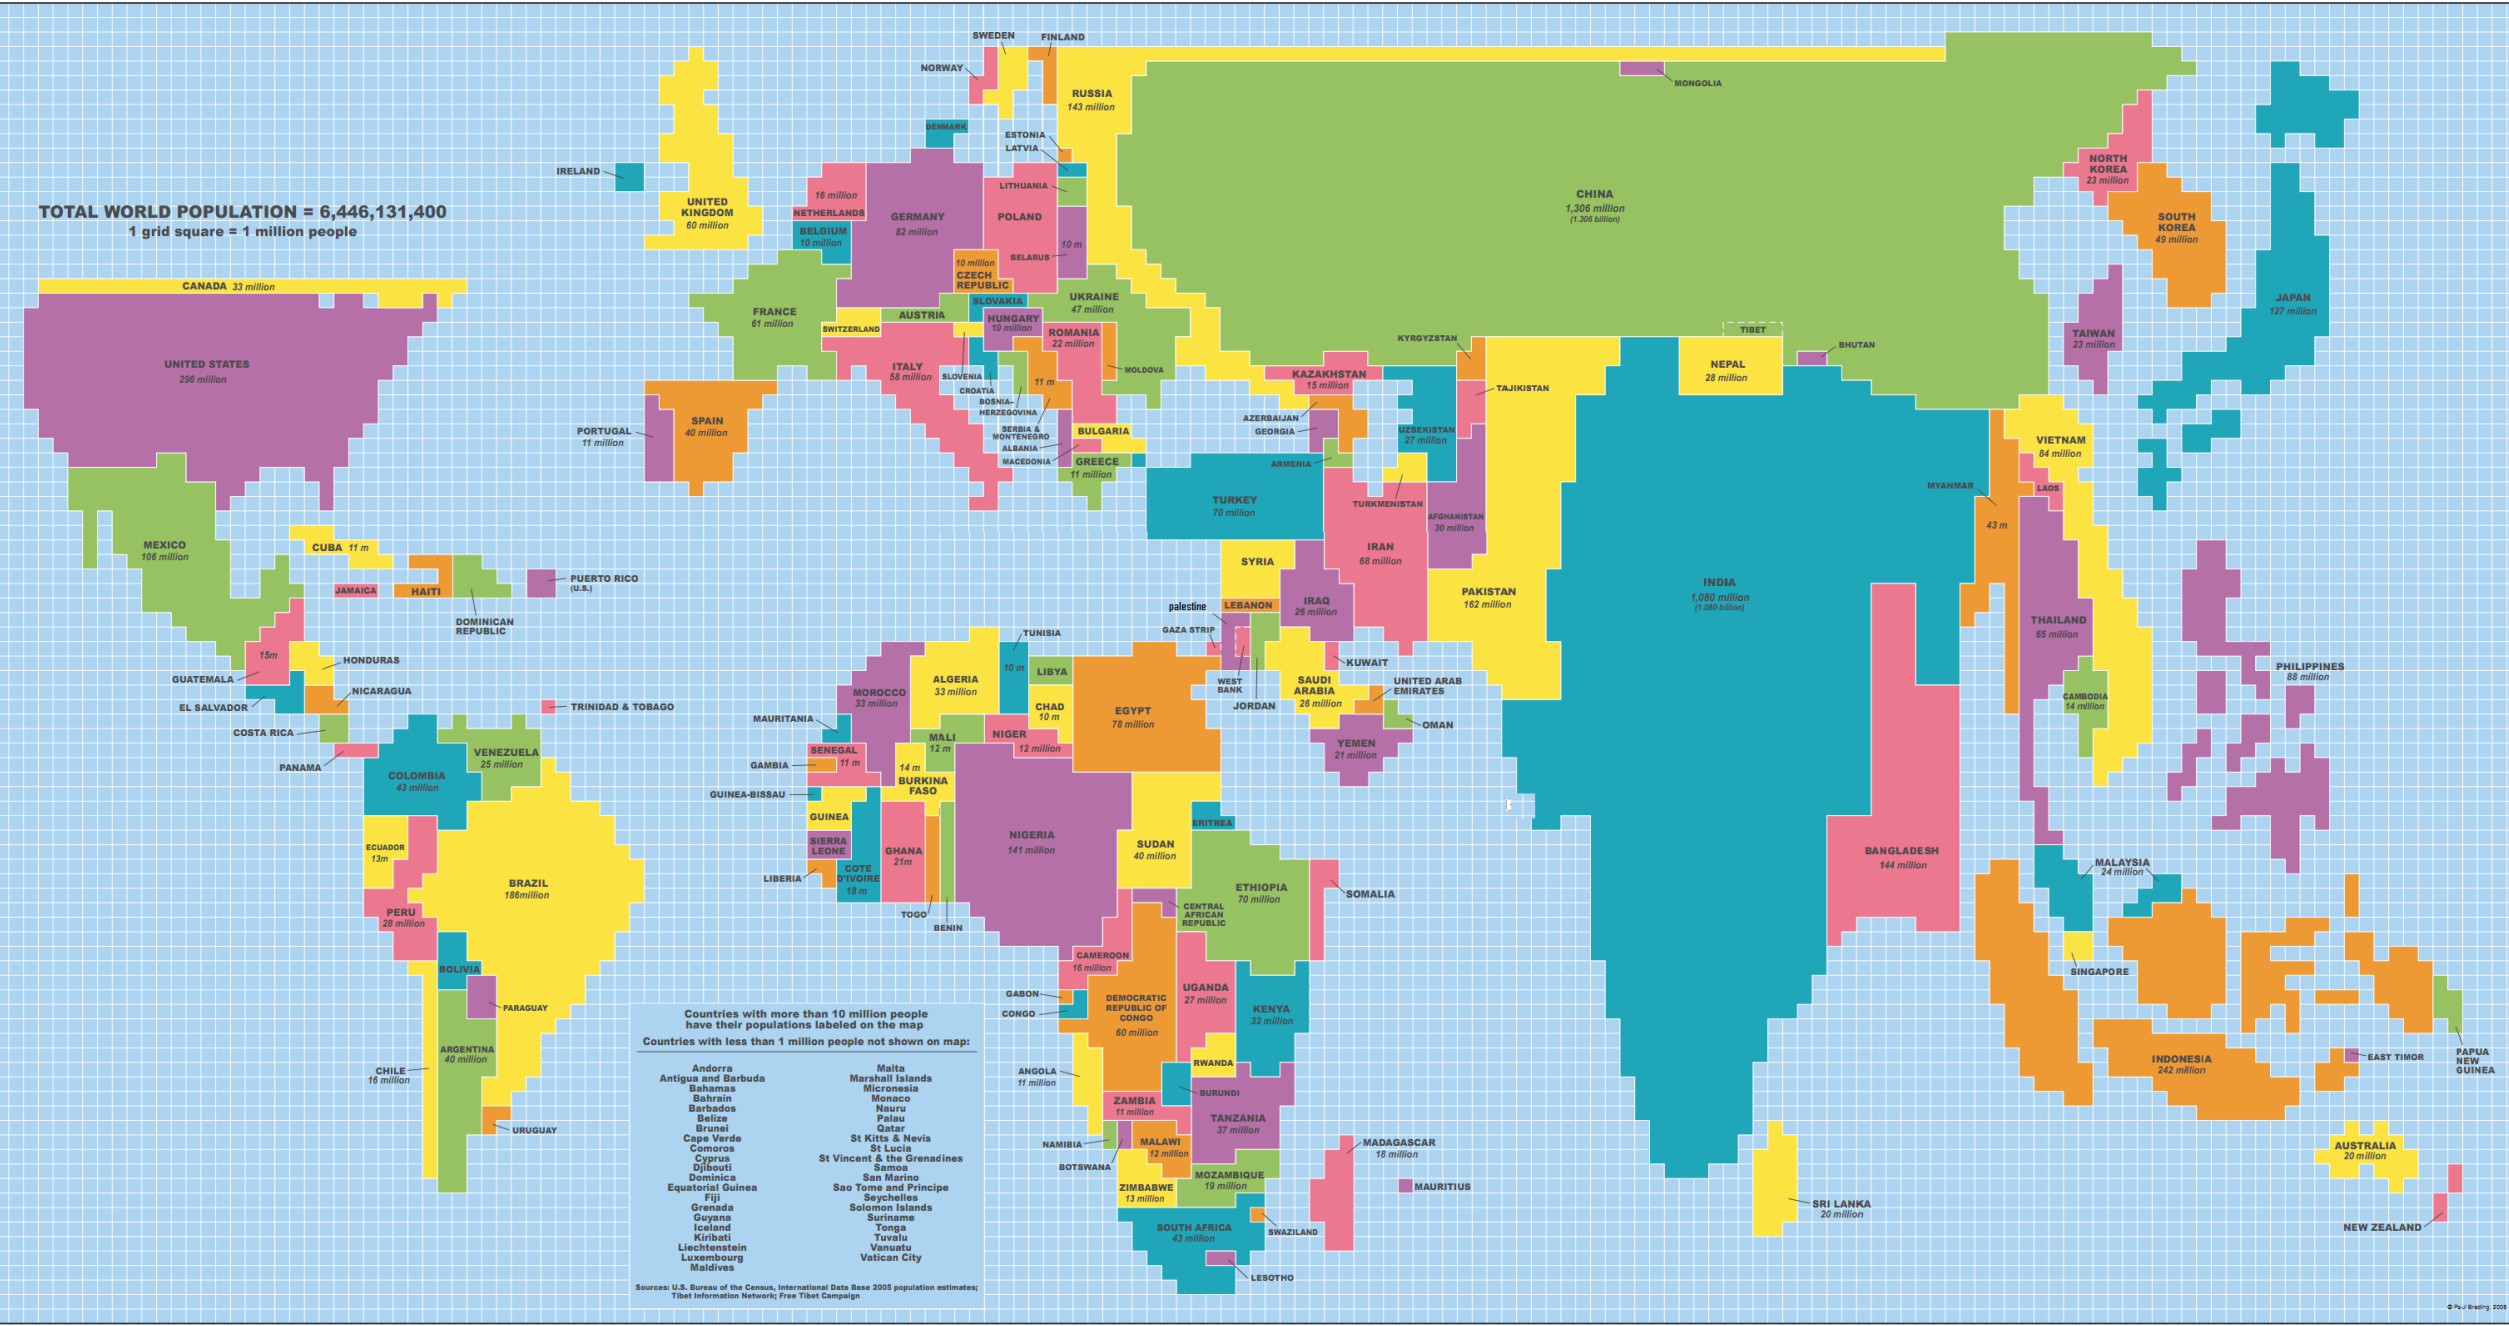 SWEDEN
FINLAND
NORWAY
RUSSIA
143 million
MONGOLIA
DENMARK
ESTONIA
LATVIA
IRELAND
LITHUANIA
NORTH
KOREA
23 million
16 million
NETHERLANDS
UNITED
KINGDOM
60 million
GERMANY
82 million
POLAND
CHINA
1,306 million
(1.306 billion)
TOTAL WORLD POPULATION = 6,446,131,400
1 grid square = 1 million people
BELGIUM
10 million
SOUTH
KOREA
49 million
10 m
BELARUS
10 million
CZECH
REPUBLIC
CANADA 33 million
SLOVAKIA
UKRAINE
47 million
JAPAN
127 million
FRANCE
61 million
AUSTRIA
HUNGARY
10 million
SWITZERLAND
ROMANIA
22 million
TIBET
TAIWAN
23 million
KYRGYZSTAN
BHUTAN
UNITED STATES
296 million
ITALY
58 million
SLOVENIA
CROATIA
BOSNIA-
HERZEGOVINA
11 m
MOLDOVA
KAZAKHSTAN
15 million
NEPAL
28 million
TAJIKISTAN
PORTUGAL
11 million
SPAIN
40 million
SERBIA &
MONTENEGRO
ALBANIA
MACEDONIA
BULGARIA
GREECE
11 million
AZERBAIJAN
GEORGIA
ARMENIA
UZBEKISTAN
27 million
VIETNAM
84 million
MYANMAR
LAOS
43 m
TURKEY
70 million
TURKMENISTAN
AFGHANISTAN
30 million
MEXICO
106 million
CUBA 11 m
IRAN
68 million
SYRIA
JAMAICA
HAITI
PUERTO RICO
(U.S.)
DOMINICAN
REPUBLIC
palestine
LEBANON
IRAQ
26 million
PAKISTAN
162 million
INDIA
1,080 million
(1.080 billion)
THAILAND
65 million
GAZA STRIP
TUNISIA
10 m
15m
GUATEMALA
HONDURAS
NICARAGUA
EL SALVADOR
TRINIDAD & TOBAGO
COSTA RICA
PANAMA
MOROCCO
33 million
ALGERIA
33 million
LIBYA
CHAD
10 m
EGYPT
78 million
WEST
BANK
JORDAN
KUWAIT
SAUDI
ARABIA
26 million
UNITED ARAB
EMIRATES
OMAN
YEMEN
21 million
PHILIPPINES
88 million
CAMBODIA
14 million
MAURITANIA
VENEZUELA
25 million
COLOMBIA
43 million
SENEGAL
11 m
GAMBIA
MALI
12 m
NIGER
12 million
14 m
BURKINA
FASO
GUINEA-BISSAU
GUINEA
SIERRA
LEONE
LIBERIA
COTE
D'IVOIRE
18 m
GHANA
21m
TOGO
BENIN
NIGERIA
141 million
SUDAN
40 million
ERITREA
ETHIOPIA
70 million
SOMALIA
CENTRAL
AFRICAN
REPUBLIC
ECUADOR
13m
BRAZIL
186million
PERU
28 million
BOLIVIA
PARAGUAY
BANGLADESH
144 million
MALAYSIA
24 million
SINGAPORE
CAMEROON
16 million
GABON
CONGO
DEMOCRATIC
REPUBLIC OF
CONGO
60 million
UGANDA
27 million
KENYA
32 million
RWANDA
BURUNDI
ANGOLA
11 million
ARGENTINA
40 million
CHILE
16 million
URUGUAY
INDONESIA
242 million
EAST TIMOR
PAPUA
NEW
GUINEA
ZAMBIA
11 million
TANZANIA
37 million
NAMIBIA
BOTSWANA
MALAWI
12 million
MOZAMBIQUE
19 million
ZIMBABWE
13 million
MADAGASCAR
18 million
MAURITIUS
SOUTH AFRICA
43 million
SWAZILAND
LESOTHO
SRI LANKA
20 million
AUSTRALIA
20 million
NEW ZEALAND
Countries with more than 10 million people
have their populations labeled on the map
Countries with less than 1 million people not shown on map:
Andorra
Antigua and Barbuda
Bahamas
Bahrain
Barbados
Belize
Brunei
Cape Verde
Comoros
Cyprus
Djibouti
Dominica
Equatorial Guinea
Fiji
Grenada
Guyana
Iceland
Kiribati
Liechtenstein
Luxembourg
Maldives
Malta
Marshall Islands
Micronesia
Monaco
Nauru
Palau
Qatar
St Kitts & Nevis
St Lucia
St Vincent & the Grenadines
Samoa
San Marino
Sao Tome and Principe
Seychelles
Solomon Islands
Suriname
Tonga
Tuvalu
Vanuatu
Vatican City
Sources: U.S. Bureau of the Census, International Data Base 2005 population estimates;
Tibet Information Network; Free Tibet Campaign